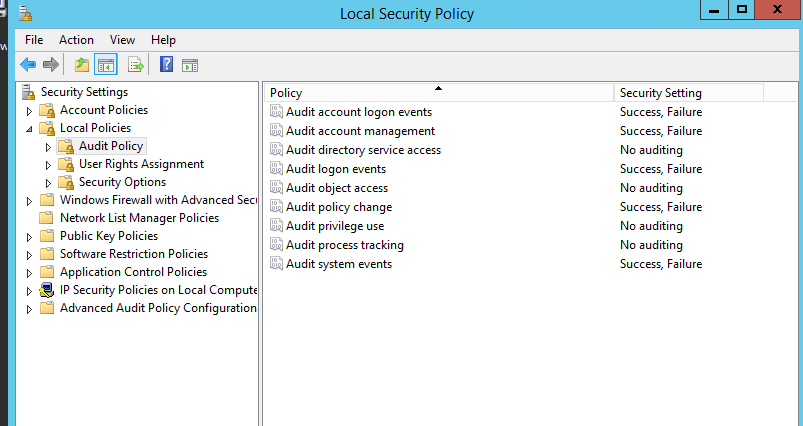 Local Security Policy
File Action View Help
Security Settings
Account Policies
Local Policies
Audit Policy
User Rights Assignment
Security Options
Windows Firewall with Advanced Secu
Network List Manager Policies
Public Key Policies
Software Restriction Policies
Application Control Policies
IP Security Policies on Local Compute
Advanced Audit Policy Configuration
Policy Security Setting
Audit account logon events Success, Failure
Audit account management Success, Failure
Audit directory service access No auditing
Audit logon events Success, Failure
Audit object access No auditing
Audit policy change Success, Failure
Audit privilege use No auditing
Audit process tracking No auditing
Audit system events Success, Failure